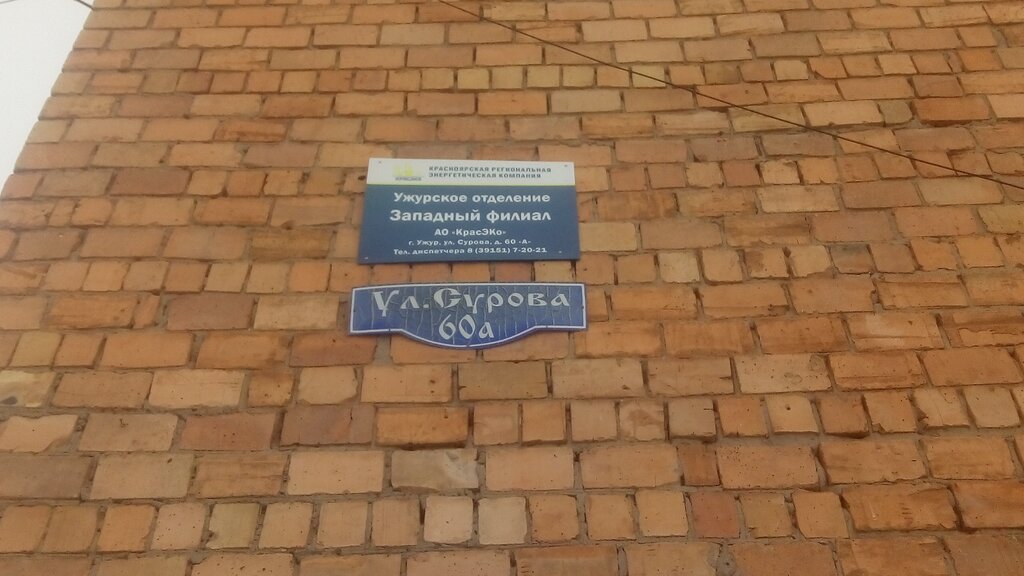 КРАСНОЯРСКАЯ РЕГИОНАЛЬНАЯ
ЭНЕРГЕТИЧЕСКАЯ КОМПАНИЯ
Ужурское отделение
Западный филиал
АО «КрасЭКо»
г. Ужур, ул. Сурова, д. 60 «А»
Тел. диспетчера 8 (39151) 7-20-21
Ул.Сурова
60а